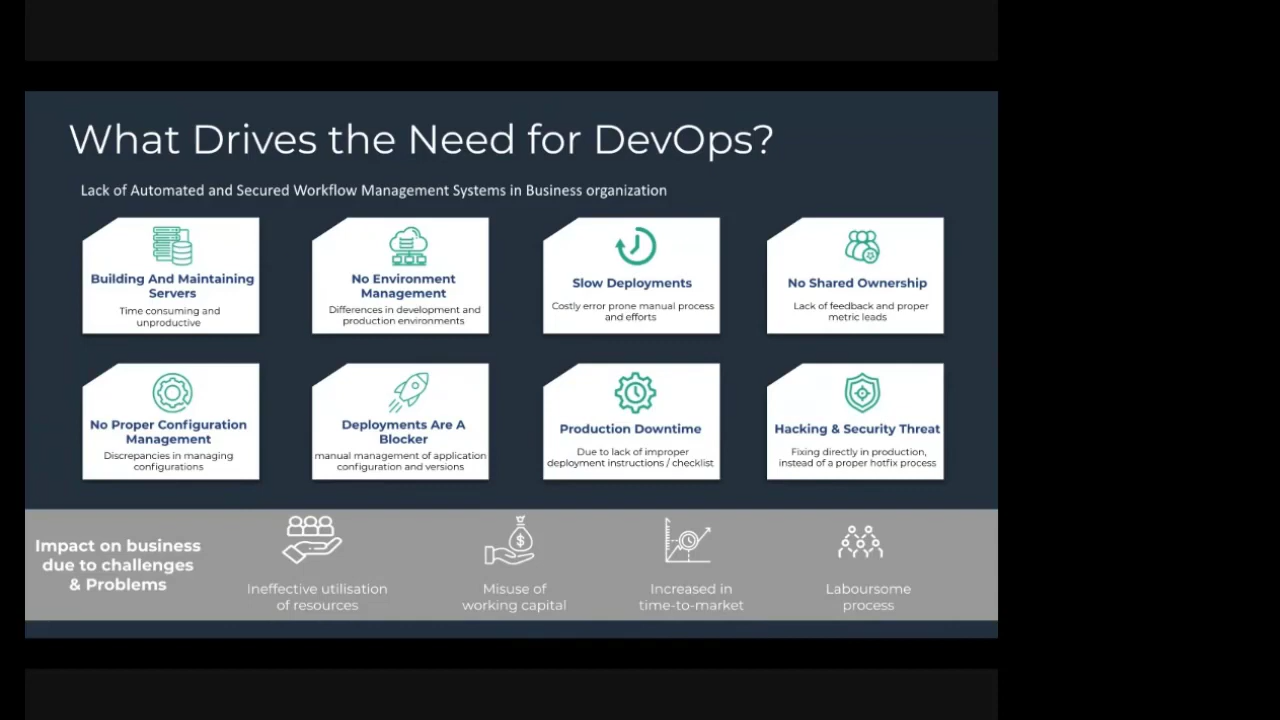 What Drives the Need for DevOps?
Lack of Automated and Secured Workflow Management Systems in Business organization
Building And Maintaining
Servers
Time consuming and
unproductive
No Environment
Management
Differences in development and
production environments
Slow Deployments
Costly error prone manual process
and efforts
No Shared Ownership
Lack of feedback and proper
metric leads
No Proper Configuration
Management
Discrepancies in managing
configurations
Deployments Are A
Blocker
manual management of application
configuration and versions
Production Downtime
Due to lack of improper
deployment instructions / checklist
Hacking & Security Threat
Fixing directly in production,
instead of a proper hotfix process
Impact on business
due to challenges
& Problems
Ineffective utilisation
of resources
$
Misuse of
working capital
Increased in
time-to-market
Laboursome
process